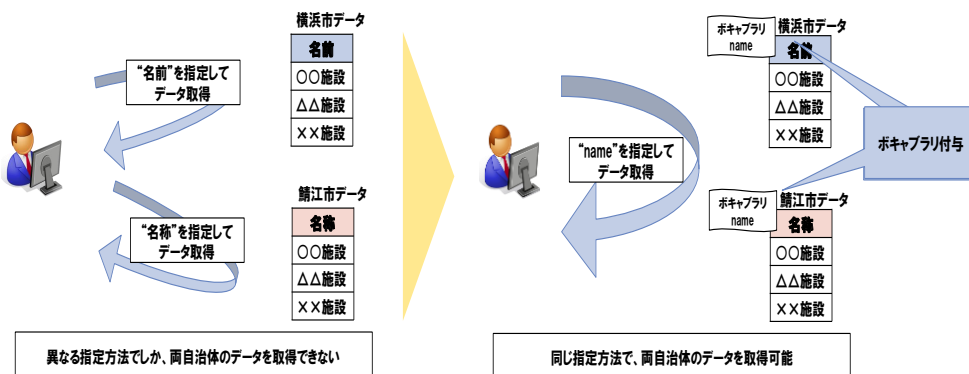 横浜市データ
名前
○○施設
△△施設
××施設
“名前”を指定して
データ取得
鯖江市データ
名称
○○施設
△△施設
××施設
“名称”を指定して
データ取得
異なる指定方法でしか、両自治体のデータを取得できない
ボキャブラリ
name
横浜市データ
名前
○○施設
△△施設
××施設
“name”を指定して
データ取得
ボキャブラリ付与
ボキャブラリ
name
鯖江市データ
名称
○○施設
△△施設
××施設
同じ指定方法で、両自治体のデータを取得可能